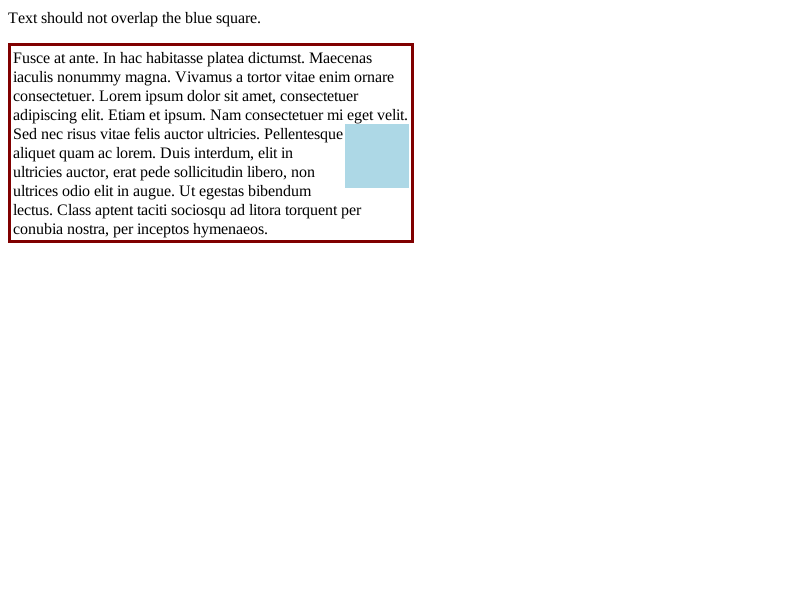 Text should not overlap the blue square.
Fusce at ante. In hac habitasse platea dictumst. Maecenas
iaculis nonummy magna. Vivamus a tortor vitae enim ornare
consectetuer. Lorem ipsum dolor sit amet, consectetuer
adipiscing elit. Etiam et ipsum. Nam consectetuer mi eget velit.
Sed nec risus vitae felis auctor ultricies. Pellentesque
aliquet quam ac lorem. Duis interdum, elit in
ultricies auctor, erat pede sollicitudin libero, non
ultrices odio elit in augue. Ut egestas bibendum
lectus. Class aptent taciti sociosqu ad litora torquent per
conubia nostra, per inceptos hymenaeos.